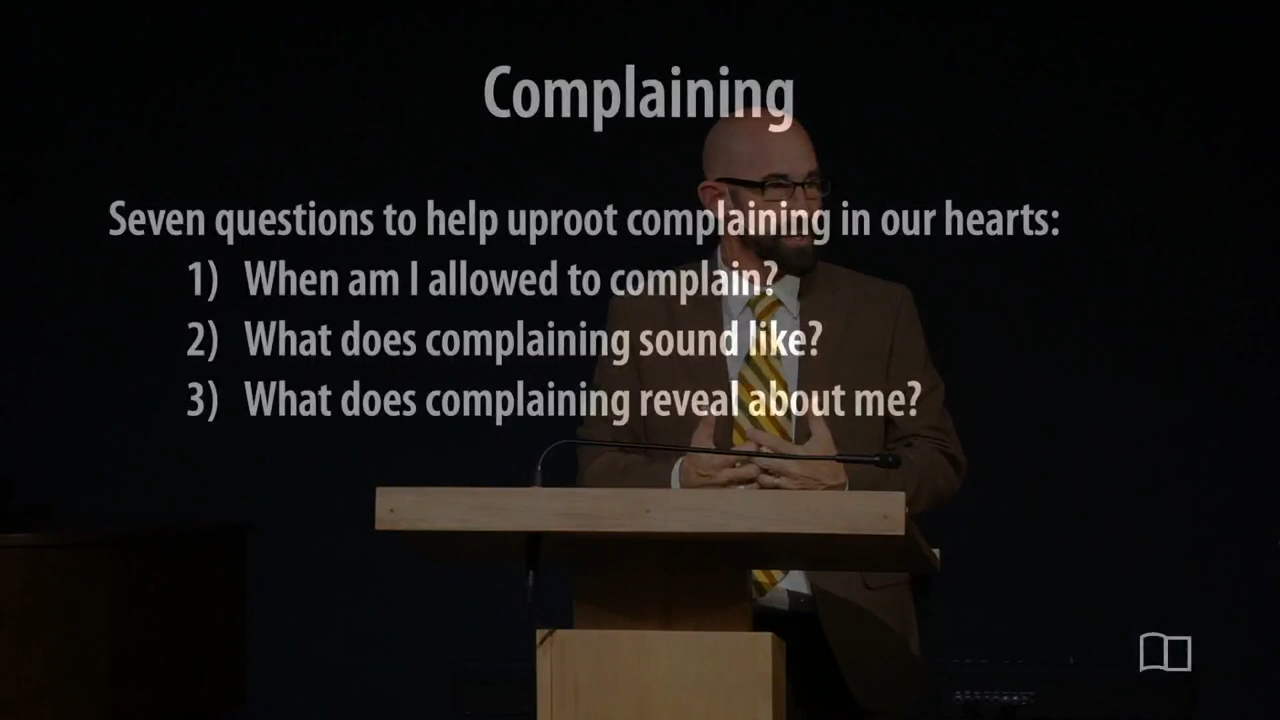 Complaining
Seven questions to help uproot complaining in our hearts:
1) When am I allowed to complain?
2) What does complaining sound like?
3) What does complaining reveal about me?